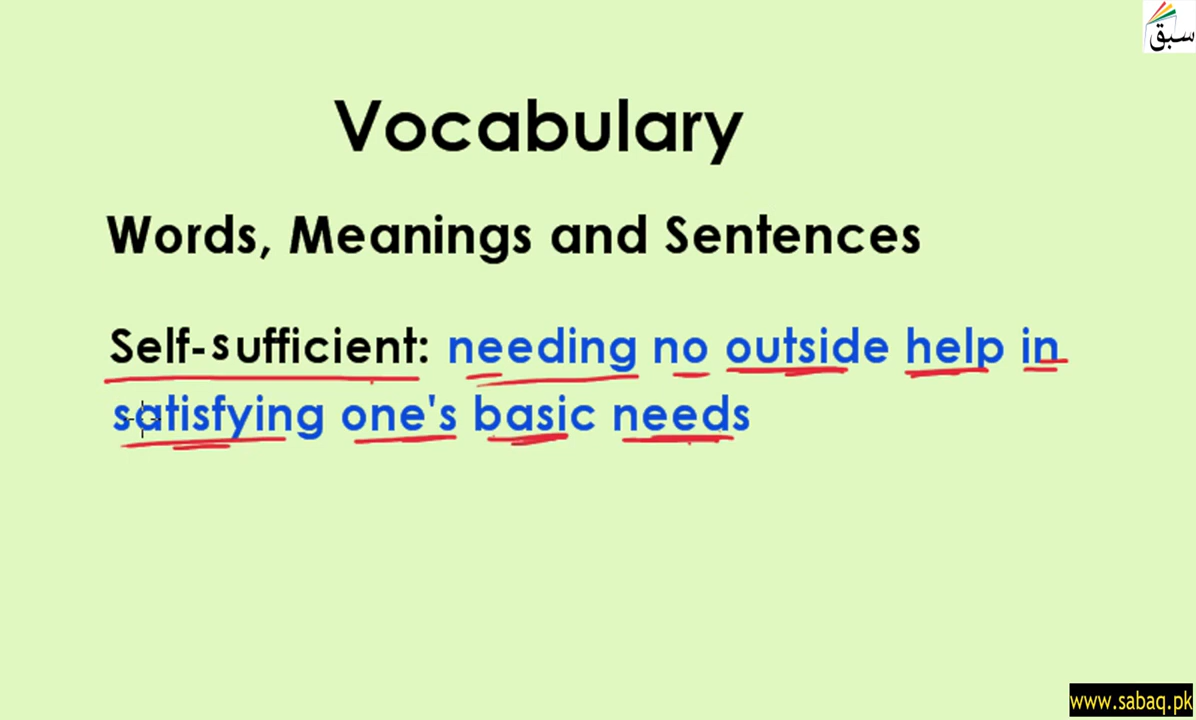 سبق
Vocabulary
Words, Meanings and Sentences
Self-sufficient: needing no outside help in
satisfying one's basic needs
www.sabaq.pk